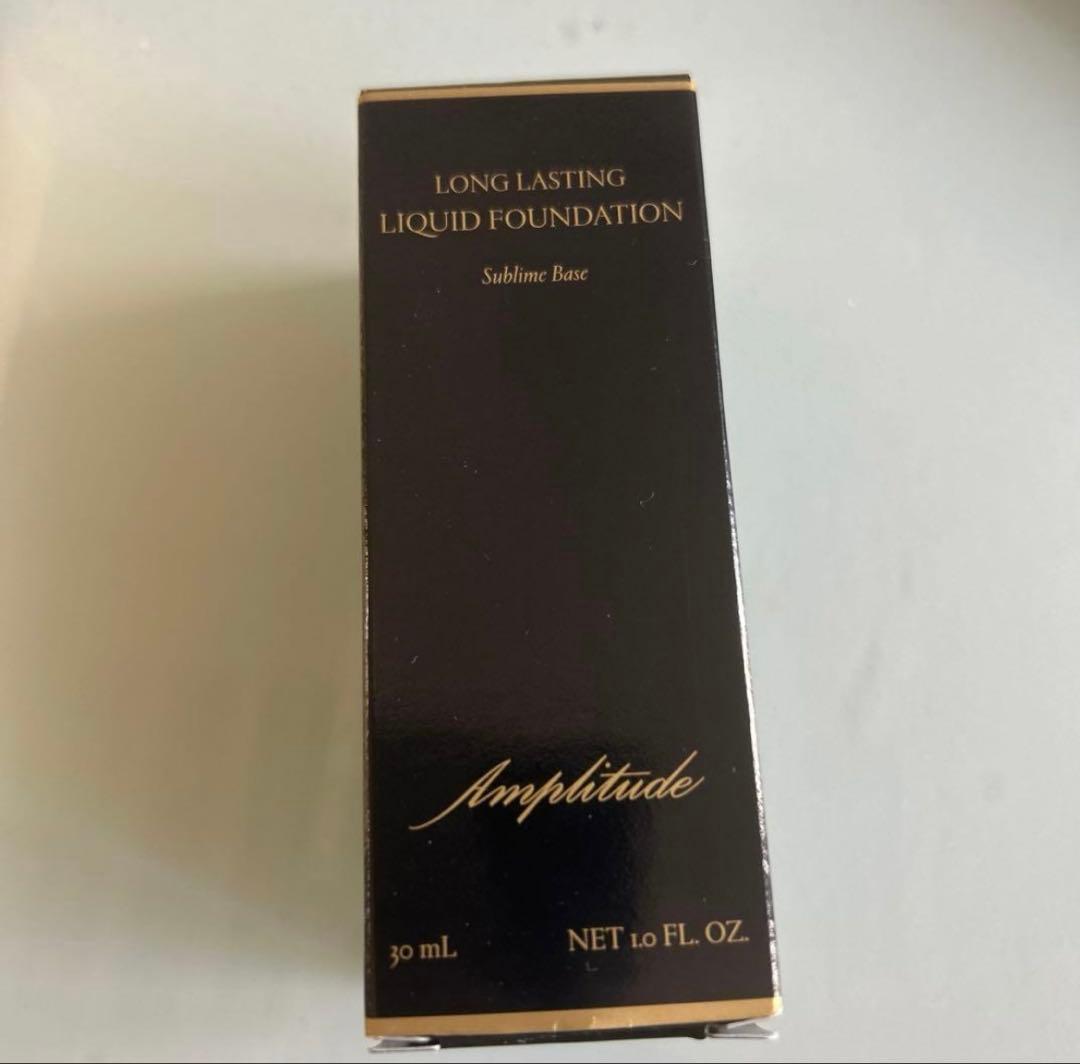 LONG LASTING
LIQUID FOUNDATION
Sublime Base
Amplitude
30 mL NET 1.0 FL. OZ.